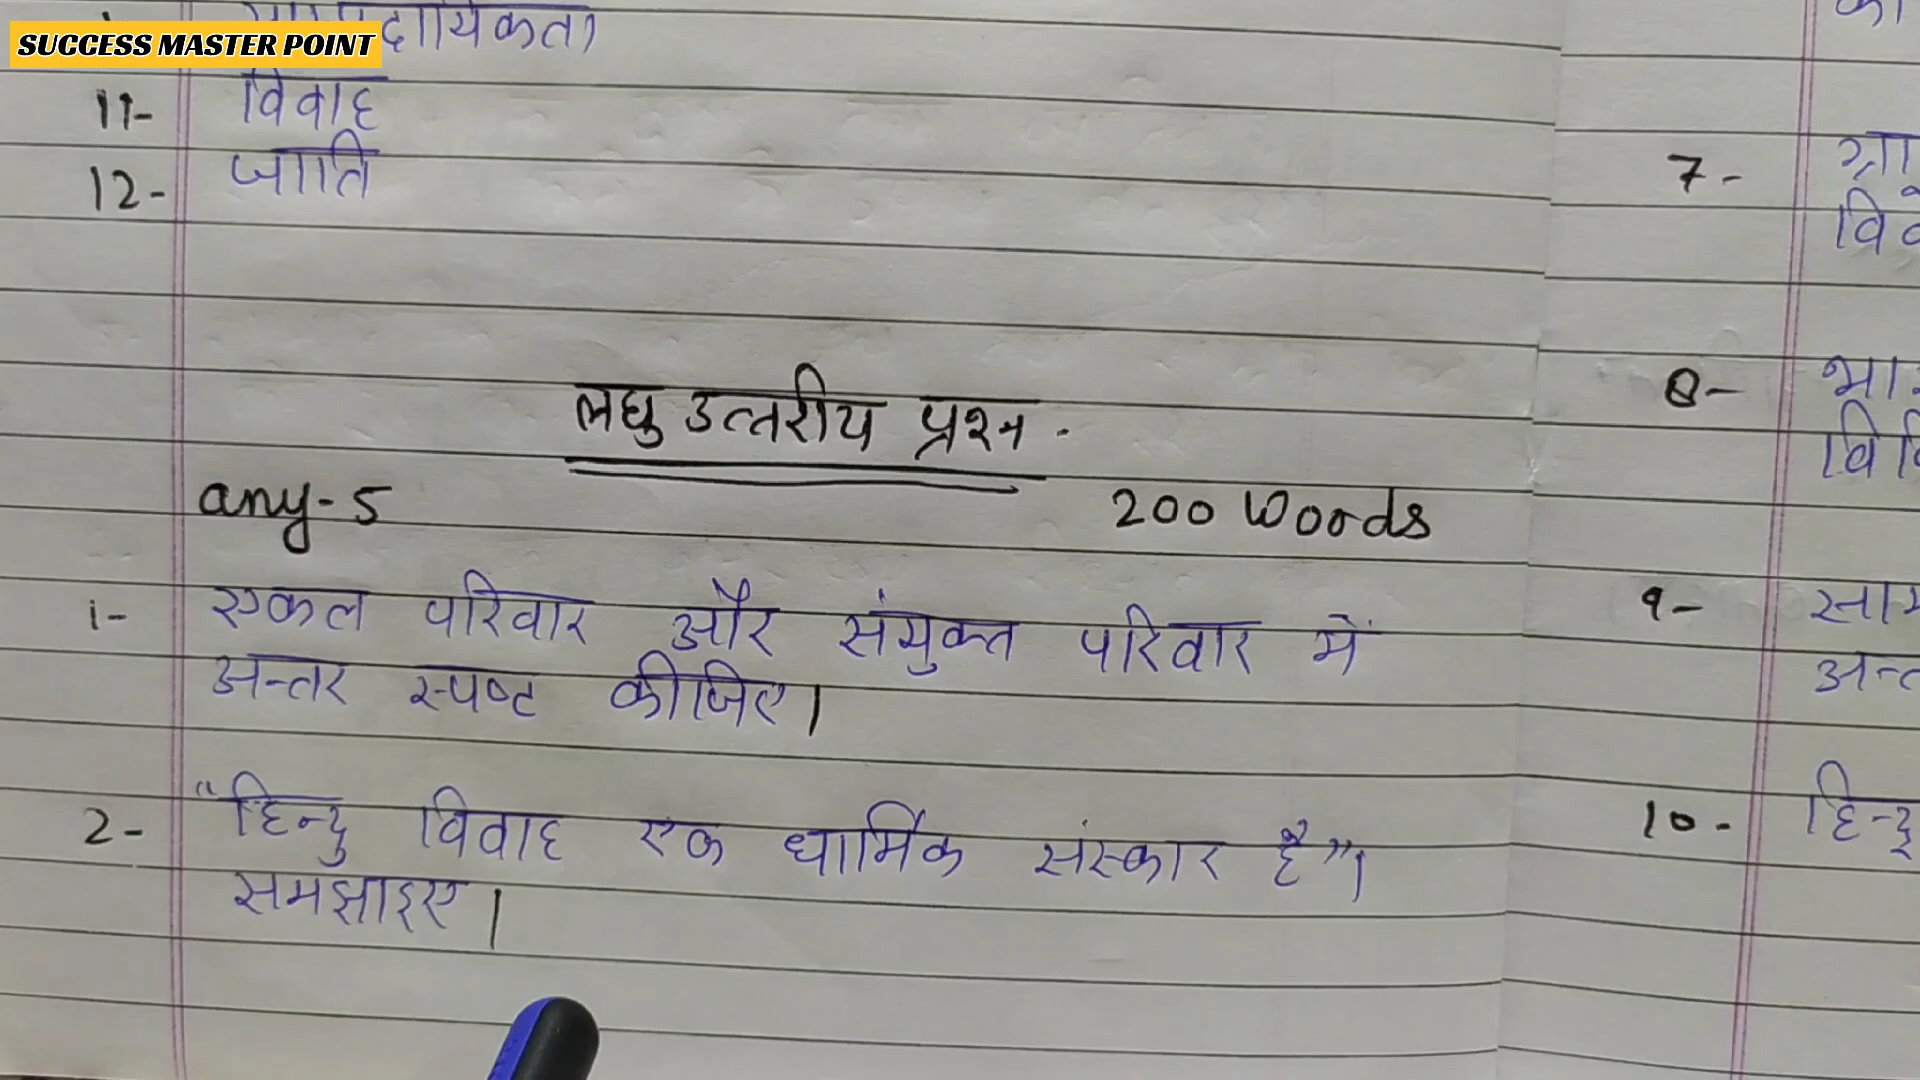 SUCCESS MASTER POINT
11- विवाह
12- जाति
लघु उत्तरीय प्रश्न -
any-5 200 Words
1- एकल परिवार और संयुक्त परिवार में
अन्तर स्पष्ट कीजिए।
2- "हिन्दु विवाह एक धार्मिक संस्कार है"।
समझाइए।
7-
8-
9-
10-